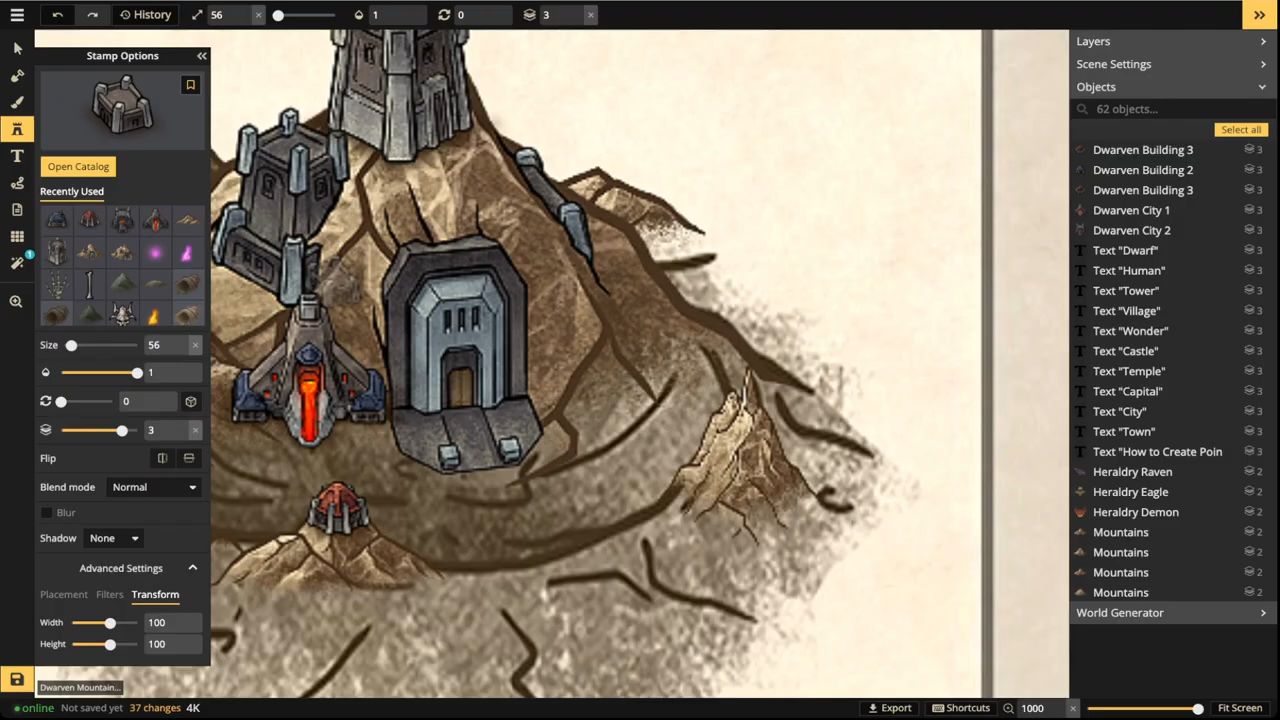 History
56
×
1
0
3
×
Stamp Options
Open Catalog
Recently Used
Size
56
×
1
0
3
×
Flip
Blend mode
Normal
Blur
Shadow
None
Advanced Settings
Placement
Filters
Transform
Width
100
Height
100
Dwarven Mountain...
online
Not saved yet
37 changes
4K
Layers
Scene Settings
Objects
62 objects...
Select all
Dwarven Building 3 3
Dwarven Building 2 3
Dwarven Building 3 3
Dwarven City 1 3
Dwarven City 2 3
T Text "Dwarf" 3
T Text "Human" 3
T Text "Tower" 3
T Text "Village" 3
T Text "Wonder" 3
T Text "Castle" 3
T Text "Temple" 3
T Text "Capital" 3
T Text "City" 3
T Text "Town" 3
T Text "How to Create Poin 3
Heraldry Raven 2
Heraldry Eagle 2
Heraldry Demon 2
Mountains 2
Mountains 2
Mountains 2
Mountains 2
World Generator
Export
Shortcuts
1000
×
Fit Screen